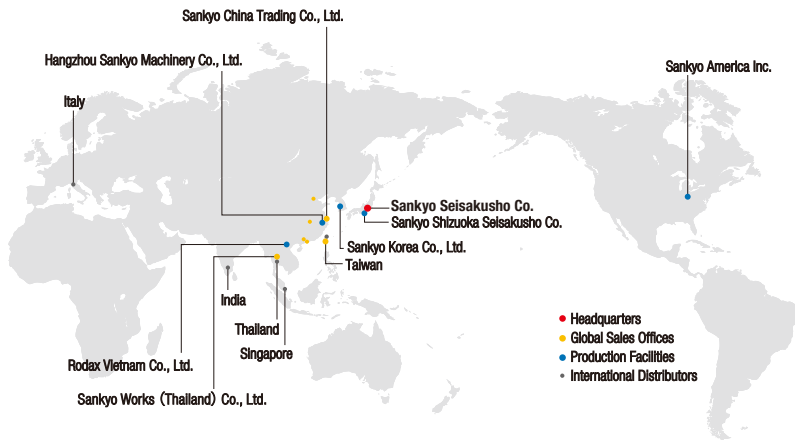 Sankyo China Trading Co., Ltd.
Hangzhou Sankyo Machinery Co., Ltd.
Sankyo America Inc.
Italy
Sankyo Seisakusho Co.
Sankyo Shizuoka Seisakusho Co.
Sankyo Korea Co., Ltd.
Taiwan
India
Thailand
Singapore
Rodax Vietnam Co., Ltd.
Sankyo Works (Thailand) Co., Ltd.
Headquarters
Global Sales Offices
Production Facilities
International Distributors